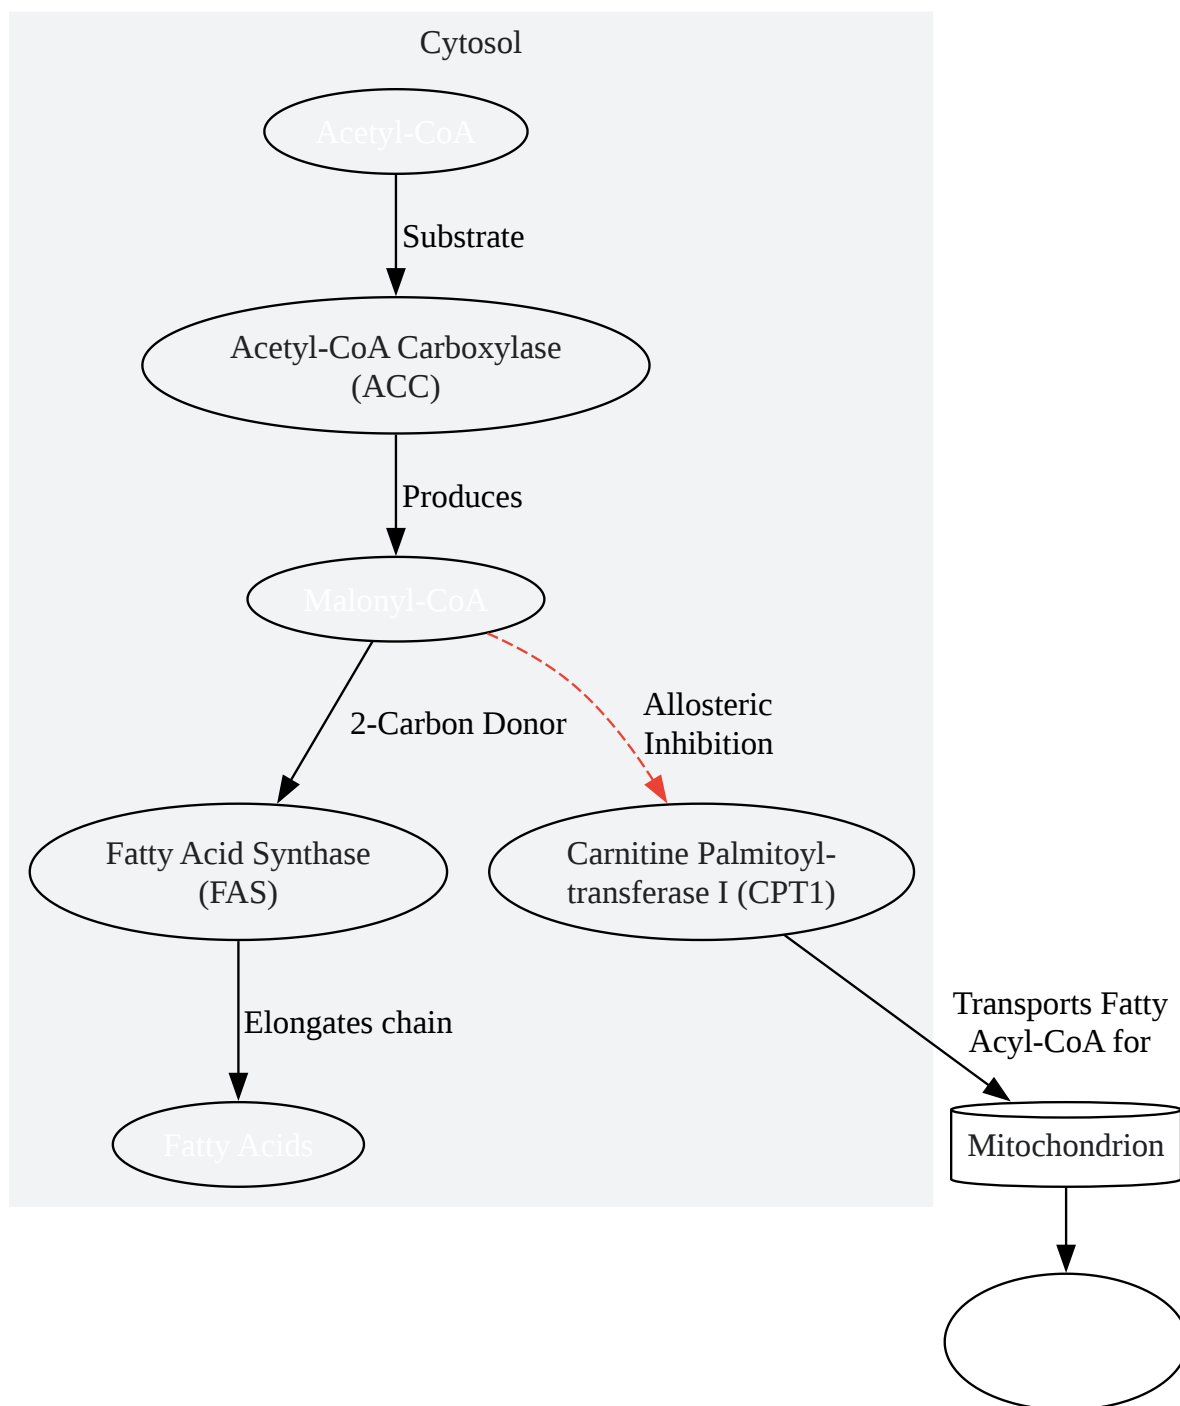 Cytosol
Acetyl-CoA
Substrate
Acetyl-CoA Carboxylase
(ACC)
Produces
Malonyl-CoA
2-Carbon Donor
Allosteric
Inhibition
Fatty Acid Synthase
(FAS)
Carnitine Palmitoyl-
transferase I (CPT1)
Elongates chain
Transports Fatty
Acyl-CoA for
Fatty Acids
Mitochondrion